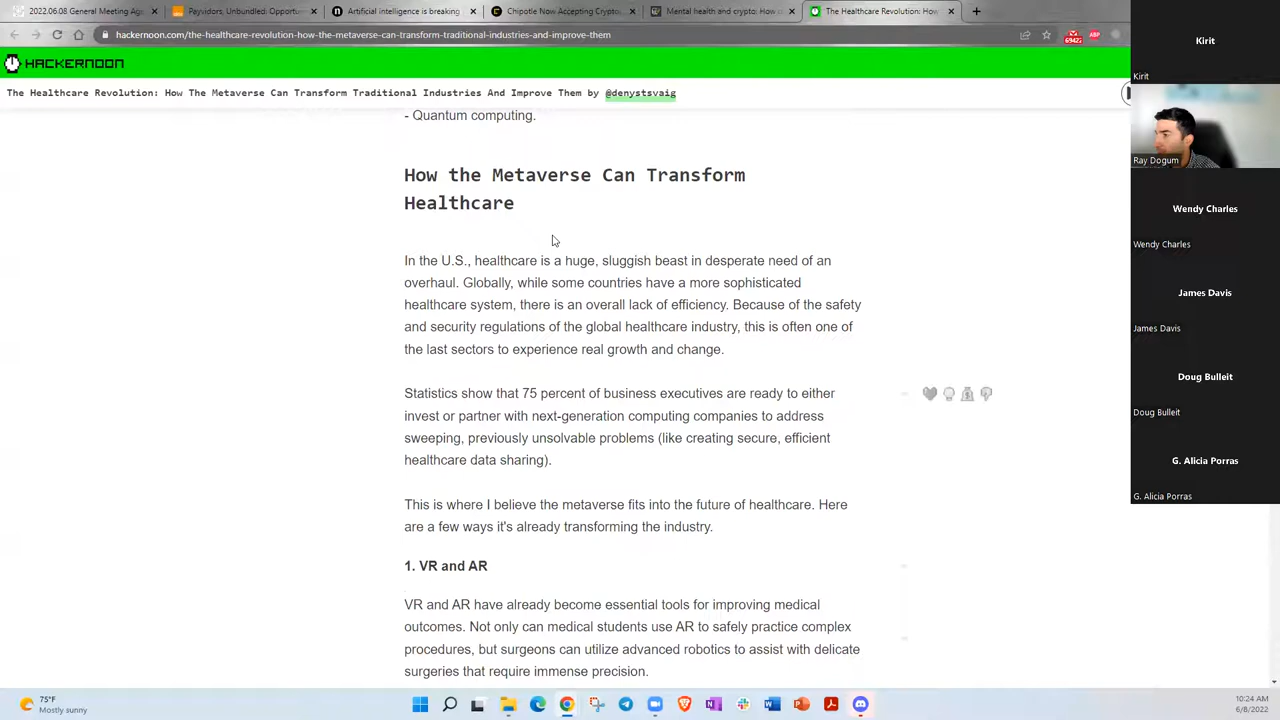 2022.06.08 General Meeting Age
Payvidors, Unbundled: Opportun
Artificial intelligence is breaking
Chipotle Now Accepting Cryptoc
Mental health and crypto: How c
The Healthcare Revolution: How
hackernoon.com/the-healthcare-revolution-how-the-metaverse-can-transform-traditional-industries-and-improve-them
ABP
HACKERNOON
The Healthcare Revolution: How The Metaverse Can Transform Traditional Industries And Improve Them by @denystsvaig
- Quantum computing.
How the Metaverse Can Transform
Healthcare
In the U.S., healthcare is a huge, sluggish beast in desperate need of an
overhaul. Globally, while some countries have a more sophisticated
healthcare system, there is an overall lack of efficiency. Because of the safety
and security regulations of the global healthcare industry, this is often one of
the last sectors to experience real growth and change.
Statistics show that 75 percent of business executives are ready to either
invest or partner with next-generation computing companies to address
sweeping, previously unsolvable problems (like creating secure, efficient
healthcare data sharing).
This is where I believe the metaverse fits into the future of healthcare. Here
are a few ways it's already transforming the industry.
1. VR and AR
VR and AR have already become essential tools for improving medical
outcomes. Not only can medical students use AR to safely practice complex
procedures, but surgeons can utilize advanced robotics to assist with delicate
surgeries that require immense precision.
Kirit
Kirit
Ray Dogum
Wendy Charles
Wendy Charles
James Davis
James Davis
Doug Bulleit
Doug Bulleit
G. Alicia Porras
G. Alicia Porras
75°F
Mostly sunny
10:24 AM
6/8/2022